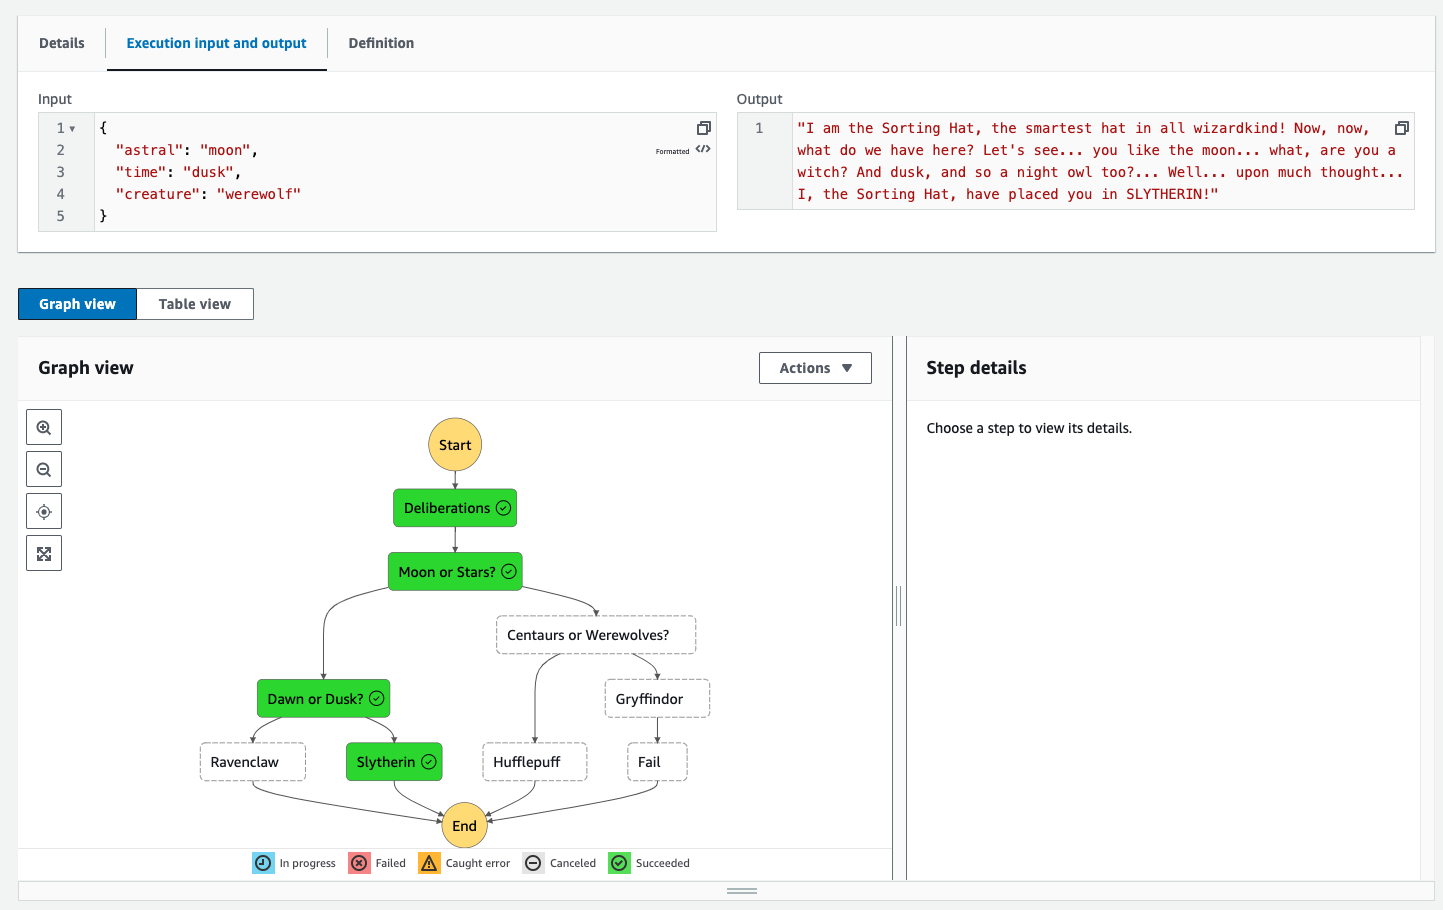 Details
Execution input and output
Definition
Input
1 {
2 "astral": "moon",
3 "time": "dusk",
4 "creature": "werewolf"
5 }
Formatted
Output
1 "I am the Sorting Hat, the smartest hat in all wizardkind! Now, now,
what do we have here? Let's see... you like the moon... what, are you a
witch? And dusk, and so a night owl too?... Well... upon much thought...
I, the Sorting Hat, have placed you in SLYTHERIN!"
Graph view
Table view
Graph view
Actions
Step details
Choose a step to view its details.
Start
Deliberations
Moon or Stars?
Centaurs or Werewolves?
Dawn or Dusk?
Gryffindor
Ravenclaw
Slytherin
Hufflepuff
Fail
End
In progress
Failed
Caught error
Canceled
Succeeded